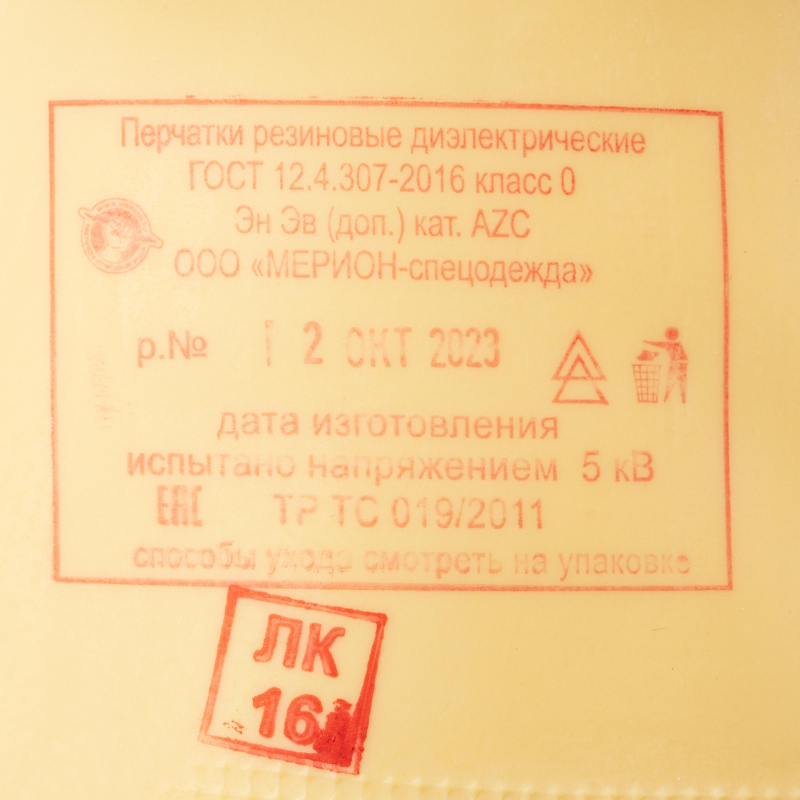 Перчатки резиновые диэлектрические
ГОСТ 12.4.307-2016 класс 0
Эн Эв (доп.) кат. AZC
ООО «МЕРИОН-спецодежда»
р.№ 12 ОКТ 2023
дата изготовления
испытано напряжением 5 кВ
ЕАС ТР ТС 019/2011
способы ухода смотреть на упаковке
ЛК